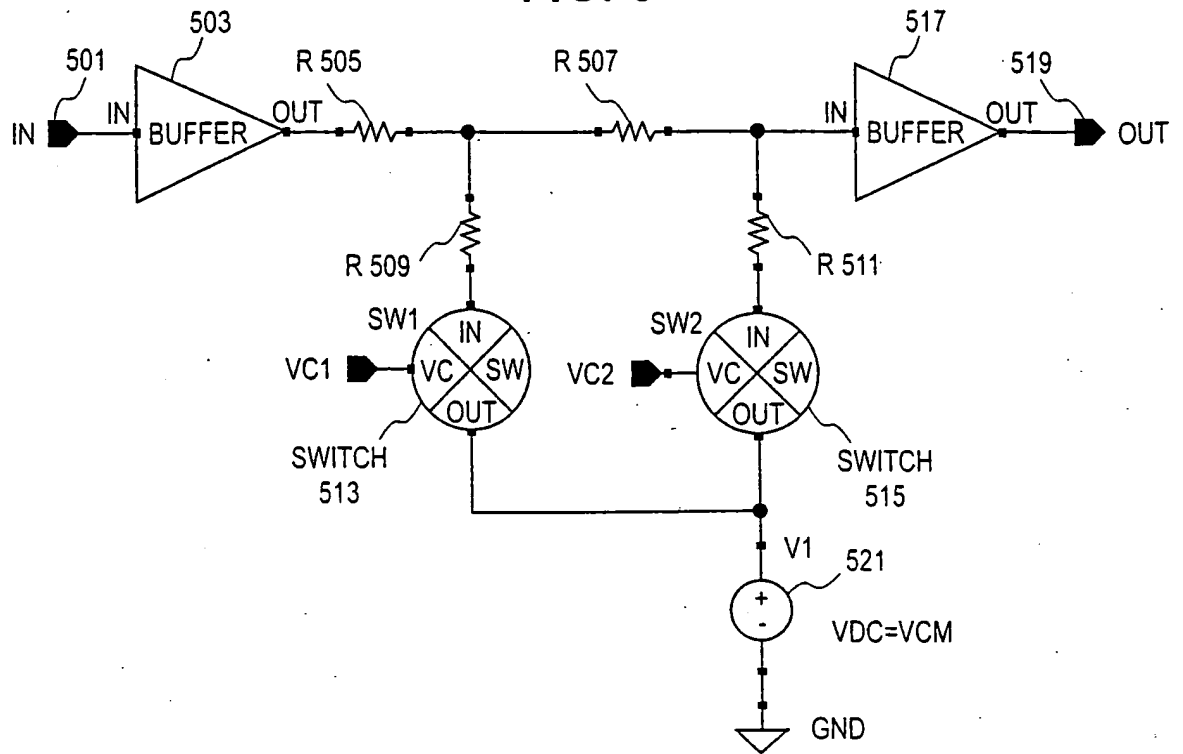 503
517
501
R 505
R 507
519
IN
IN
BUFFER
OUT
IN
BUFFER
OUT
OUT
R 509
R 511
SW1
IN
VC
SW
OUT
VC1
SW2
IN
VC
SW
OUT
VC2
SWITCH
513
SWITCH
515
V1
521
+
-
VDC=VCM
GND